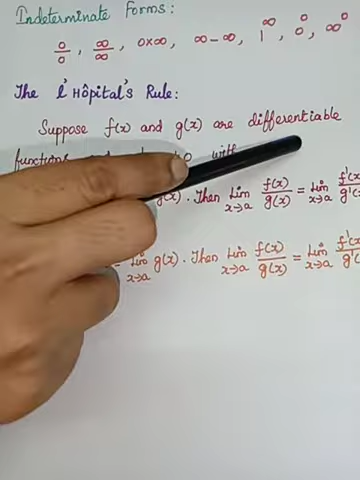 Indeterminate Forms:
0/0, ∞/∞, 0×∞, ∞-∞, 1^∞, 0^0, ∞^0
The L'Hôpital's Rule:
Suppose f(x) and g(x) are differentiable
functions with
g(x). Then Lim x→a f(x)/g(x) = lim x→a f'(x)/g'(x)
= lim x→a g(x). Then Lim x→a f(x)/g(x) = lim x→a f'(x)/g'(x)